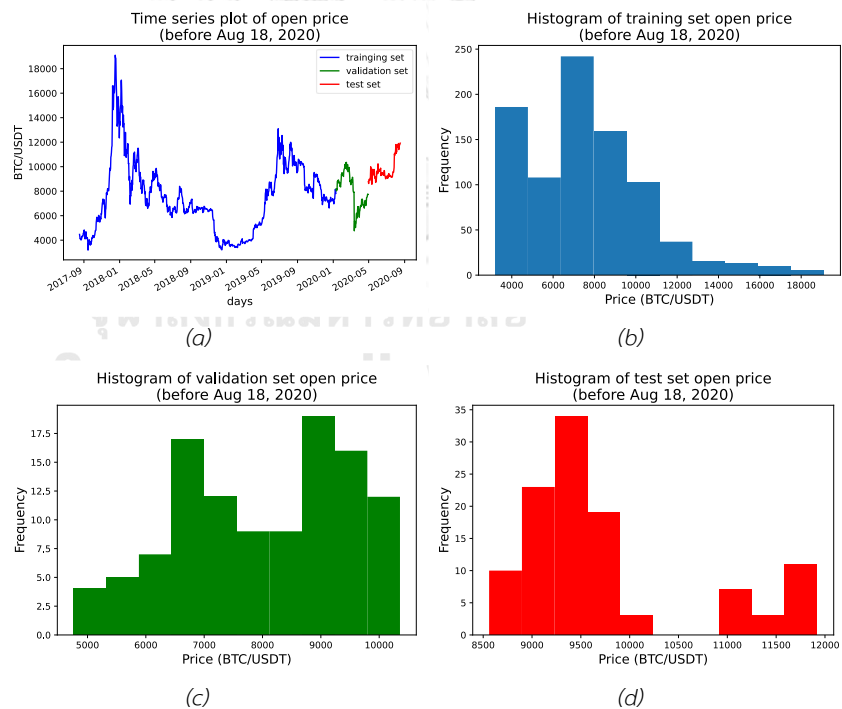 Time series plot of open price
(before Aug 18, 2020)
trainging set
validation set
test set
BTC/USDT
18000
16000
14000
12000
10000
8000
6000
4000
2017-09
2018-01
2018-05
2018-09
2019-01
2019-05
2019-09
2020-01
2020-05
2020-09
days
(a)
Histogram of training set open price
(before Aug 18, 2020)
Frequency
250
200
150
100
50
0
4000 6000 8000 10000 12000 14000 16000 18000
Price (BTC/USDT)
(b)
Histogram of validation set open price
(before Aug 18, 2020)
Frequency
17.5
15.0
12.5
10.0
7.5
5.0
2.5
0.0
5000 6000 7000 8000 9000 10000
Price (BTC/USDT)
(c)
Histogram of test set open price
(before Aug 18, 2020)
Frequency
35
30
25
20
15
10
5
0
8500 9000 9500 10000 10500 11000 11500 12000
Price (BTC/USDT)
(d)